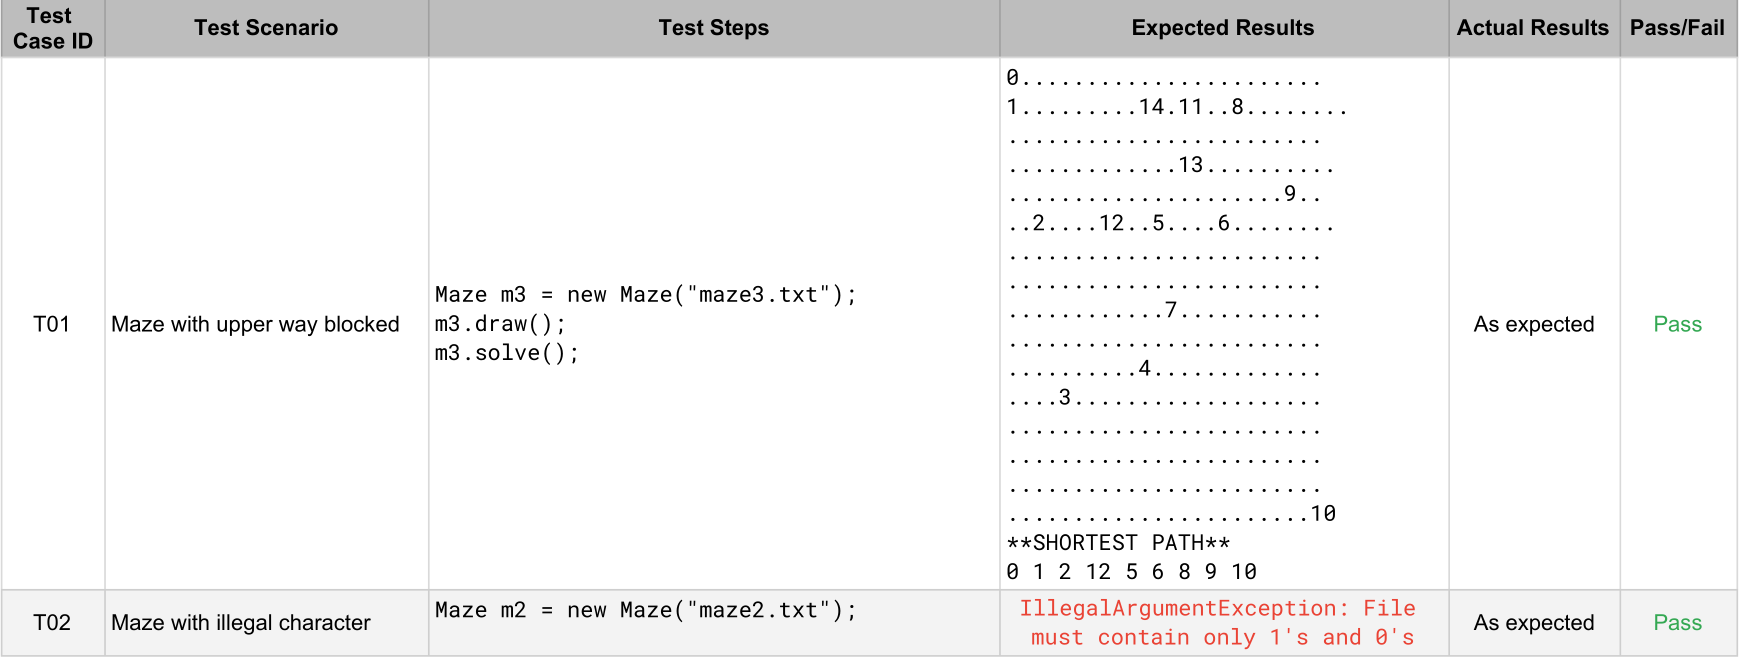 Test Case ID
Test Scenario
Test Steps
Expected Results
Actual Results
Pass/Fail
T01
Maze with upper way blocked
Maze m3 = new Maze("maze3.txt");
m3.draw();
m3.solve();
0.......................
1.........14.11..8........
........................
.............13..........
.....................9..
..2....12..5....6........
........................
........................
............7...........
........................
..........4.............
....3...................
........................
........................
........................
.......................10
**SHORTEST PATH**
0 1 2 12 5 6 8 9 10
As expected
Pass
T02
Maze with illegal character
Maze m2 = new Maze("maze2.txt");
IllegalArgumentException: File
must contain only 1's and 0's
As expected
Pass